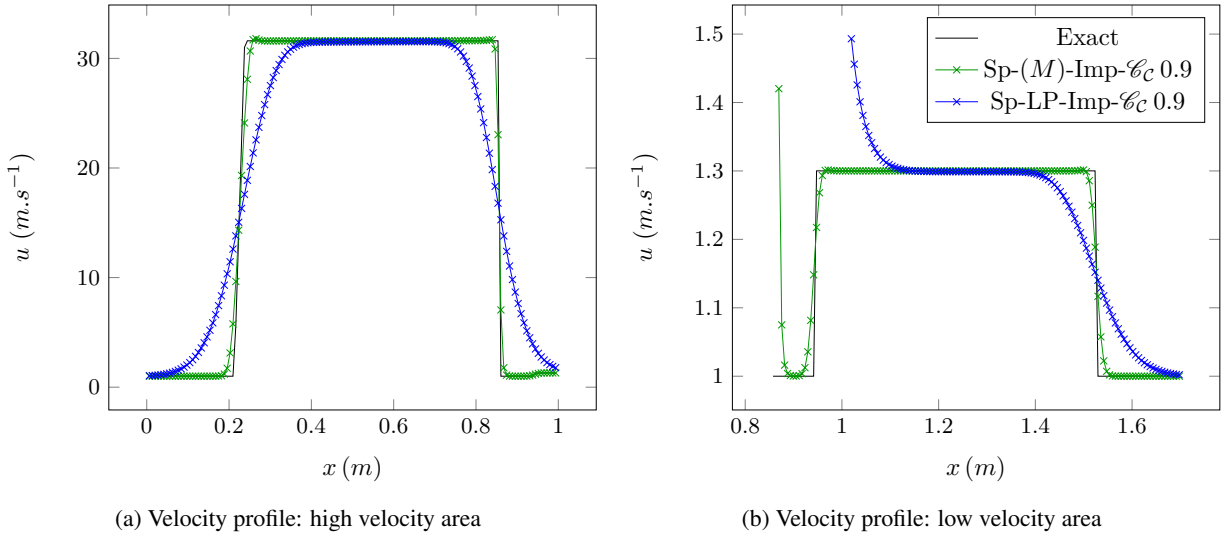 30
20
10
0
0
0.2
0.4
0.6
0.8
1
u (m.s⁻¹)
x (m)
(a) Velocity profile: high velocity area
1.5
1.4
1.3
1.2
1.1
1
0.8
1
1.2
1.4
1.6
u (m.s⁻¹)
x (m)
Exact
Sp-(M)-Imp-𝒞_𝒞 0.9
Sp-LP-Imp-𝒞_𝒞 0.9
(b) Velocity profile: low velocity area